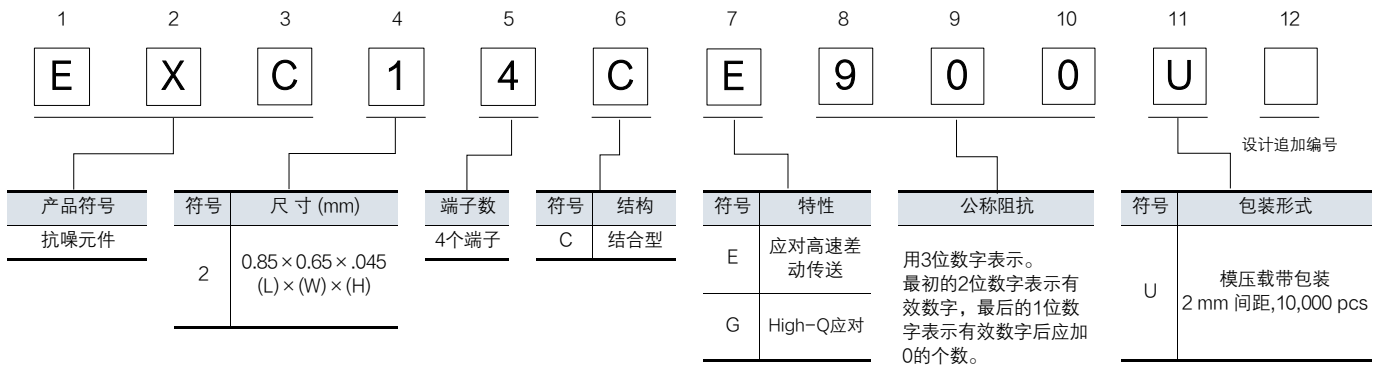 1 2 3 4 5 6 7 8 9 10 11 12
E X C 1 4 C E 9 0 0 U
设计追加编号
产品符号
抗噪元件
符号 尺 寸 (mm)
2 0.85×0.65×.045
(L)×(W)×(H)
端子数
4个端子
符号 结构
C 结合型
符号 特性
E 应对高速差
动传送
G High-Q应对
公称阻抗
用3位数字表示。
最初的2位数字表示有
效数字，最后的1位数
字表示有效数字后应加
0的个数。
符号 包装形式
U 模压载带包装
2 mm 间距,10,000 pcs